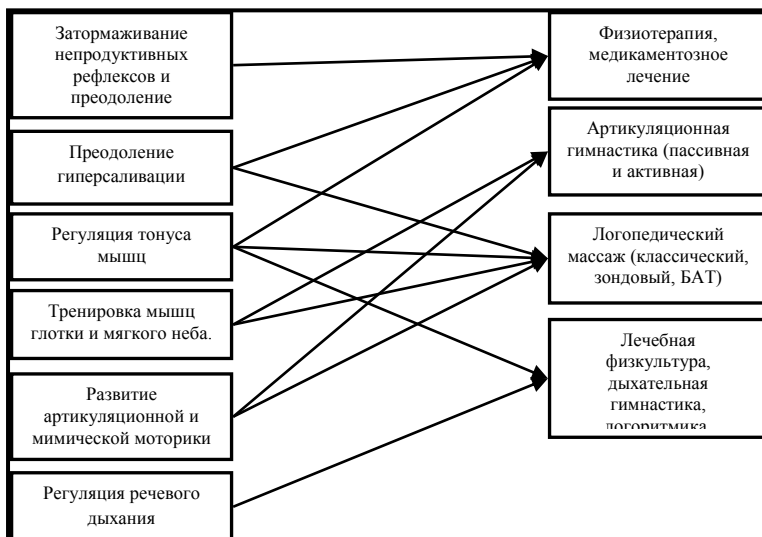 Затормаживание
непродуктивных
рефлексов и
преодоление
Преодоление
гиперсаливации
Регуляция тонуса
мышц
Тренировка мышц
глотки и мягкого неба.
Развитие
артикуляционной и
мимической моторики
Регуляция речевого
дыхания
Физиотерапия,
медикаментозное
лечение
Артикуляционная
гимнастика (пассивная
и активная)
Логопедический
массаж (классический,
зондовый, БАТ)
Лечебная
физкультура,
дыхательная
гимнастика,
логоритмика